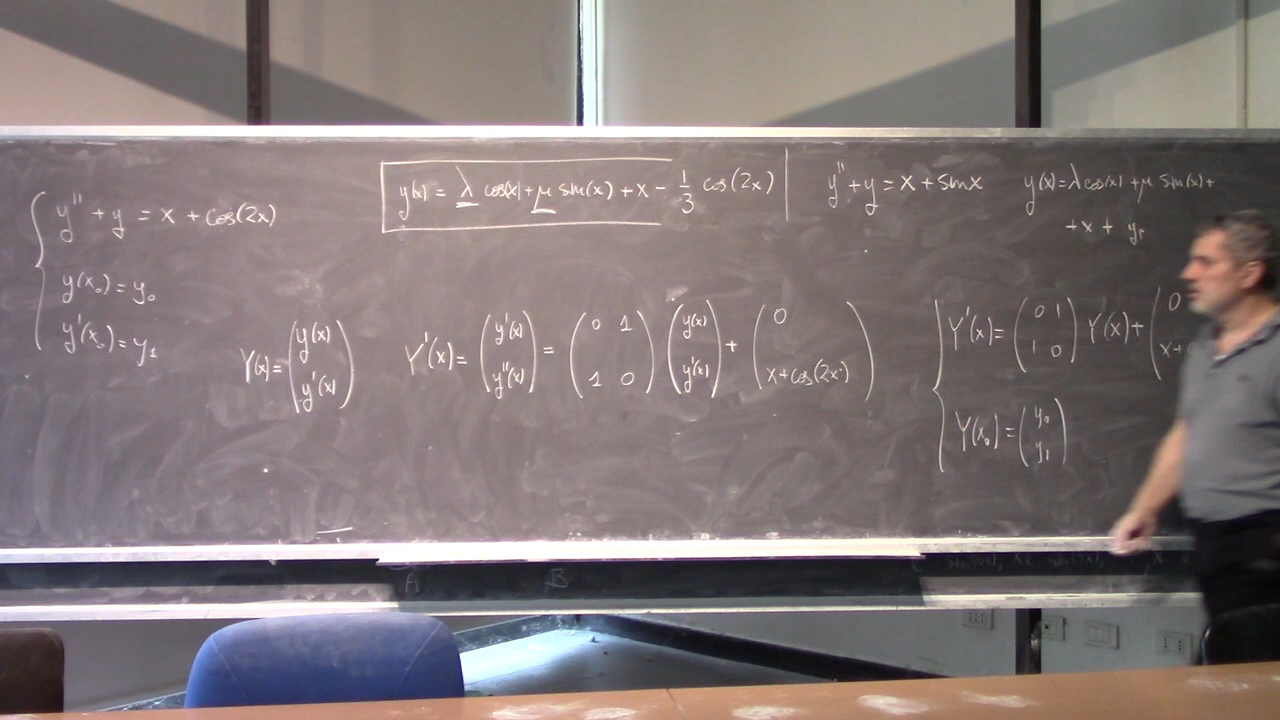 y'' + y = x + cos(2x)
y(x₀) = y₀
y'(x₀) = y₁
y(x) = λ cos(x) + μ sin(x) + x - 1/3 cos(2x)
y'' + y = x + sin x
y(x) = λ cos(x) + μ sin(x) +
+ x + yₚ
Y(x) = ( y(x) ; y'(x) )
Y'(x) = ( y'(x) ; y''(x) ) = ( 0 1 ; 1 0 ) ( y(x) ; y'(x) ) + ( 0 ; x + cos(2x) )
Y'(x) = ( 0 1 ; 1 0 ) Y(x) + ( 0 ; x +
Y(x₀) = ( y₀ ; y₁ )
A B